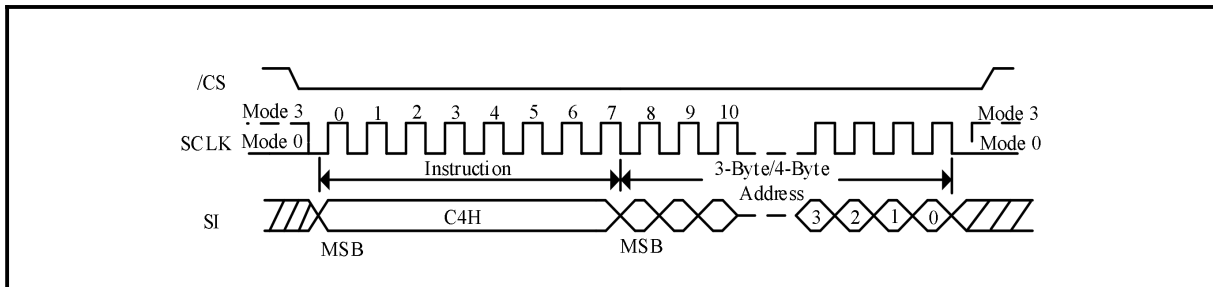 /CS
Mode 3 0 1 2 3 4 5 6 7 8 9 10 Mode 3
SCLK Mode 0 Mode 0
Instruction 3-Byte/4-Byte
Address
SI C4H 3 2 1 0
MSB MSB